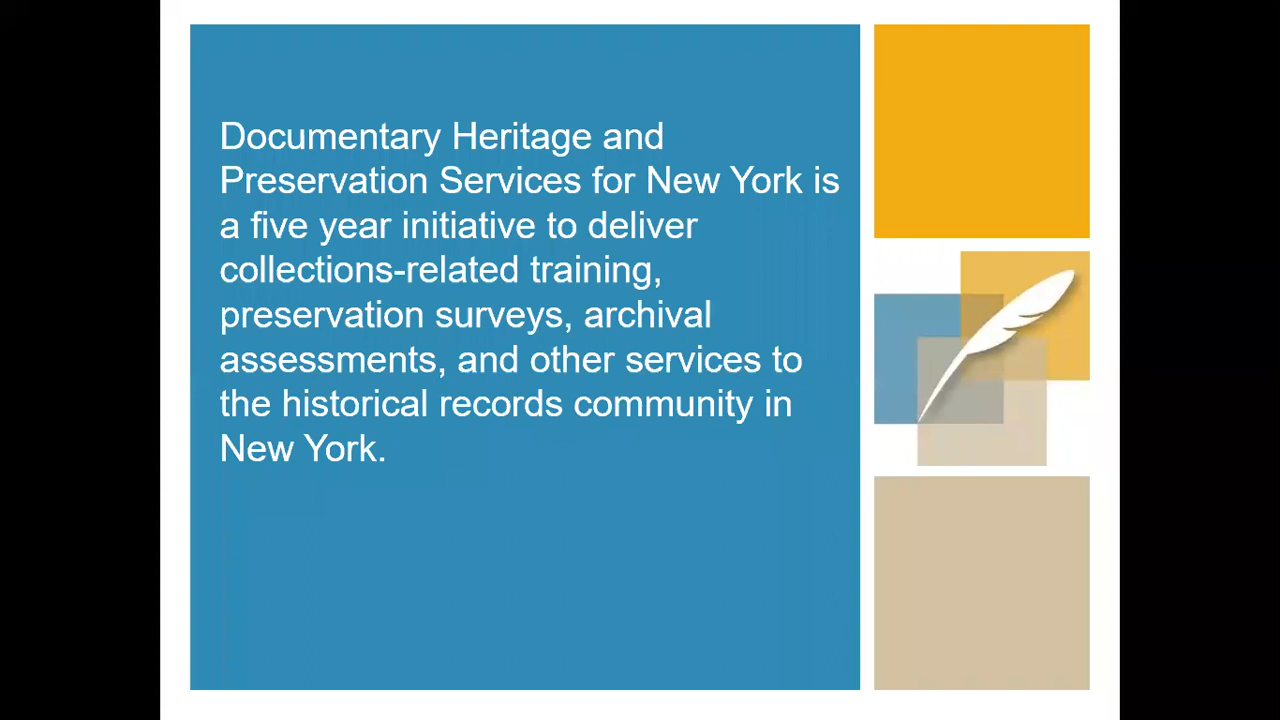 Documentary Heritage and
Preservation Services for New York is
a five year initiative to deliver
collections-related training,
preservation surveys, archival
assessments, and other services to
the historical records community in
New York.